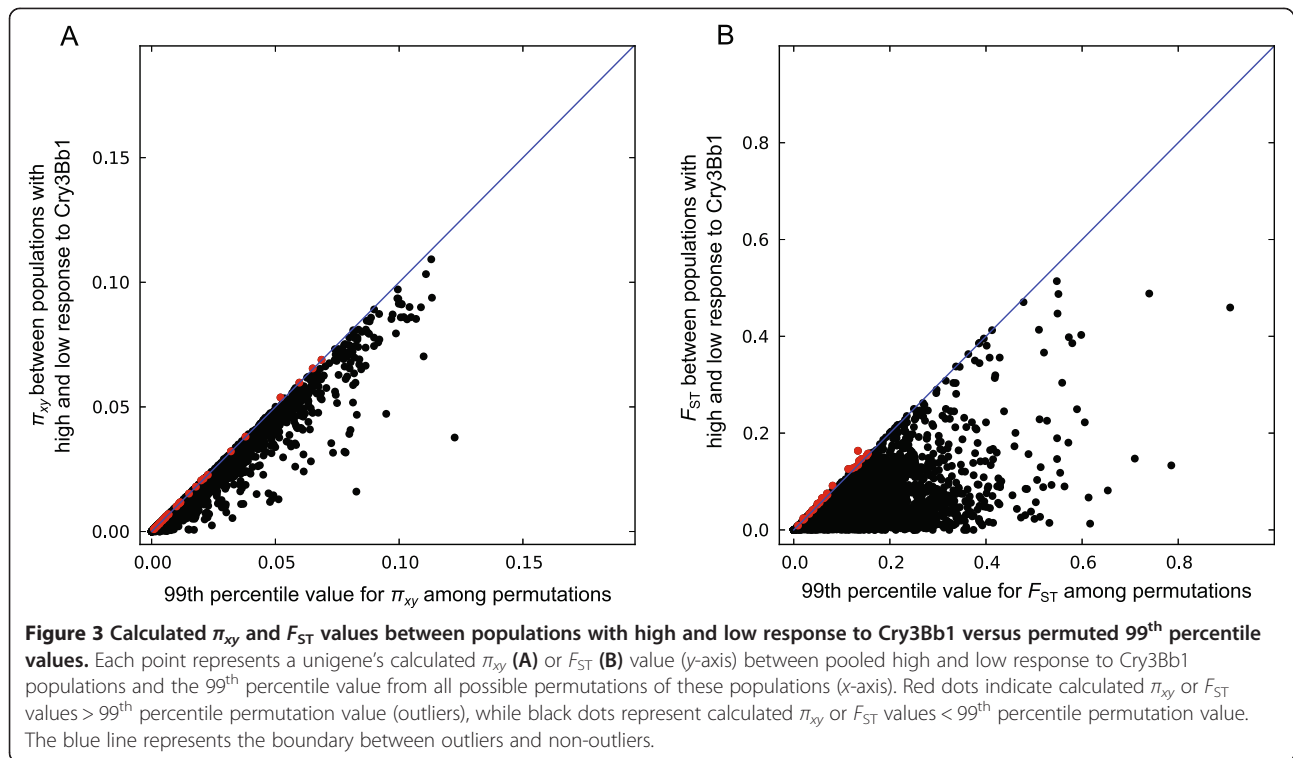 A
B
0.15
0.10
0.05
0.00
0.00
0.05
0.10
0.15
π_xy between populations with
high and low response to Cry3Bb1
99th percentile value for π_xy among permutations
0.8
0.6
0.4
0.2
0.0
0.0
0.2
0.4
0.6
0.8
F_ST between populations with
high and low response to Cry3Bb1
99th percentile value for F_ST among permutations
Figure 3 Calculated π_xy and F_ST values between populations with high and low response to Cry3Bb1 versus permuted 99th percentile
values. Each point represents a unigene's calculated π_xy (A) or F_ST (B) value (y-axis) between pooled high and low response to Cry3Bb1
populations and the 99th percentile value from all possible permutations of these populations (x-axis). Red dots indicate calculated π_xy or F_ST
values > 99th percentile permutation value (outliers), while black dots represent calculated π_xy or F_ST values < 99th percentile permutation value.
The blue line represents the boundary between outliers and non-outliers.